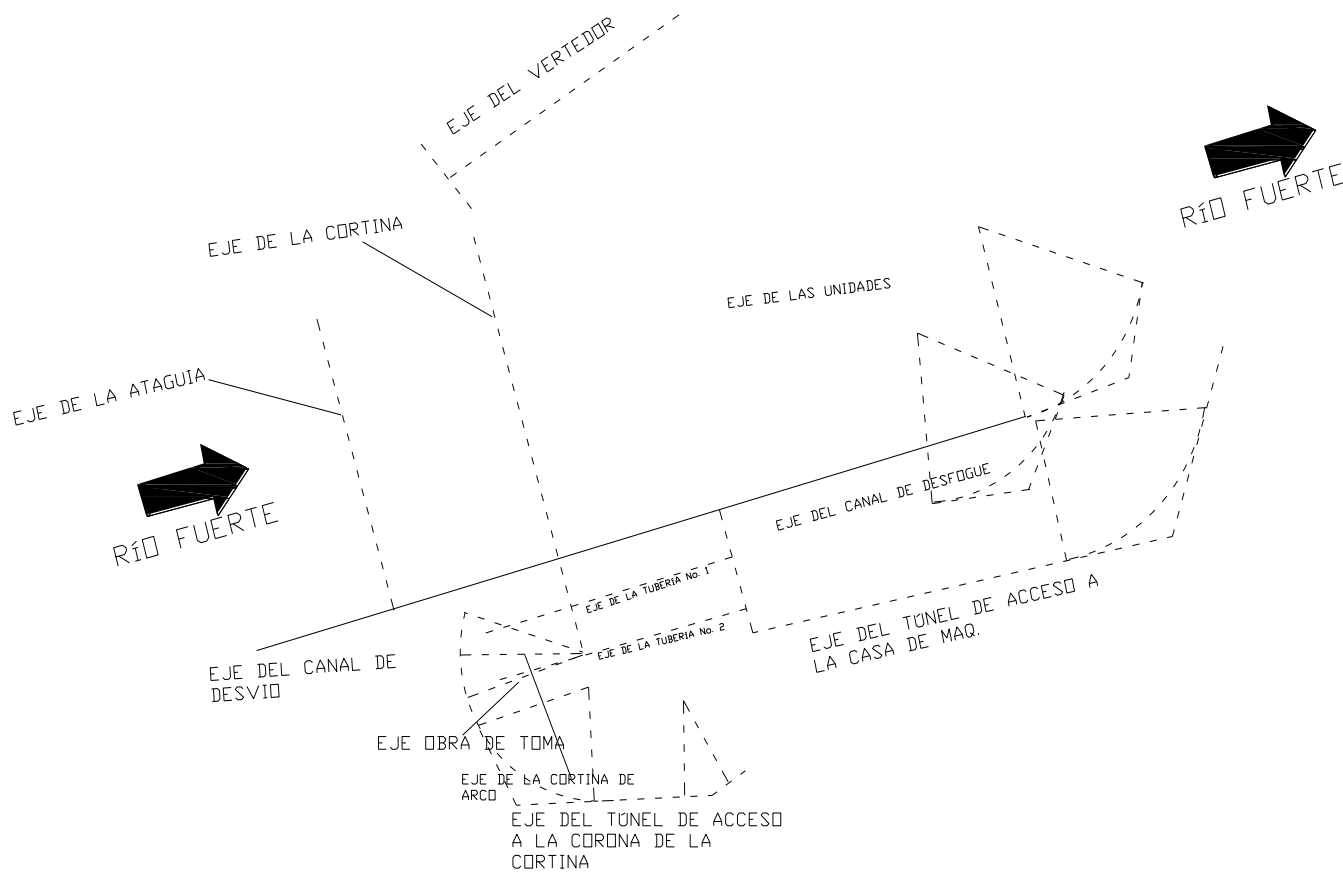 EJE DEL VERTEDOR
RÍO FUERTE
EJE DE LA CORTINA
EJE DE LAS UNIDADES
EJE DE LA ATAGUIA
RÍO FUERTE
EJE DEL CANAL DE DESFOGUE
EJE DE LA TUBERIA No. 1
EJE DE LA TUBERIA No. 2
EJE DEL TÚNEL DE ACCESO A
LA CASA DE MAQ.
EJE DEL CANAL DE
DESVIO
EJE OBRA DE TOMA
EJE DE LA CORTINA DE
ARCO
EJE DEL TÚNEL DE ACCESO
A LA CORONA DE LA
CORTINA